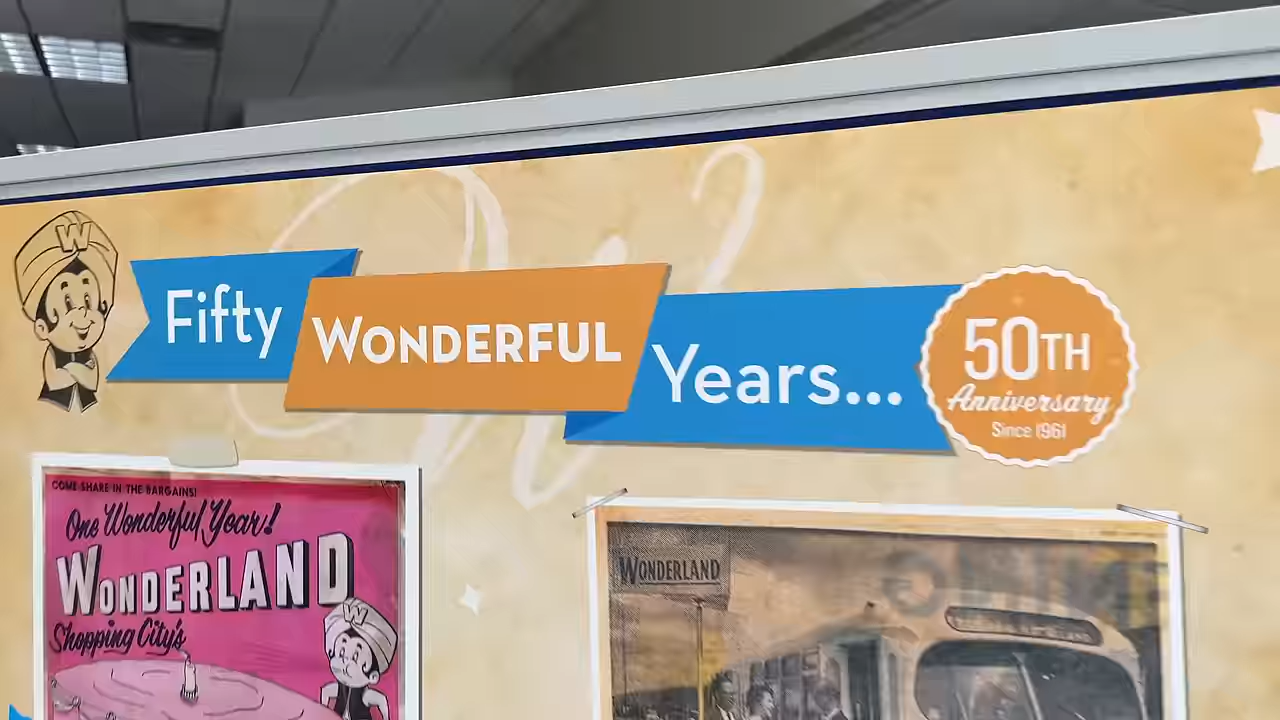 W
Fifty WONDERFUL Years...
50TH
Anniversary
Since 1961
COME SHARE IN THE BARGAINS!
One Wonderful Year!
WONDERLAND
Shopping City's
W
WONDERLAND